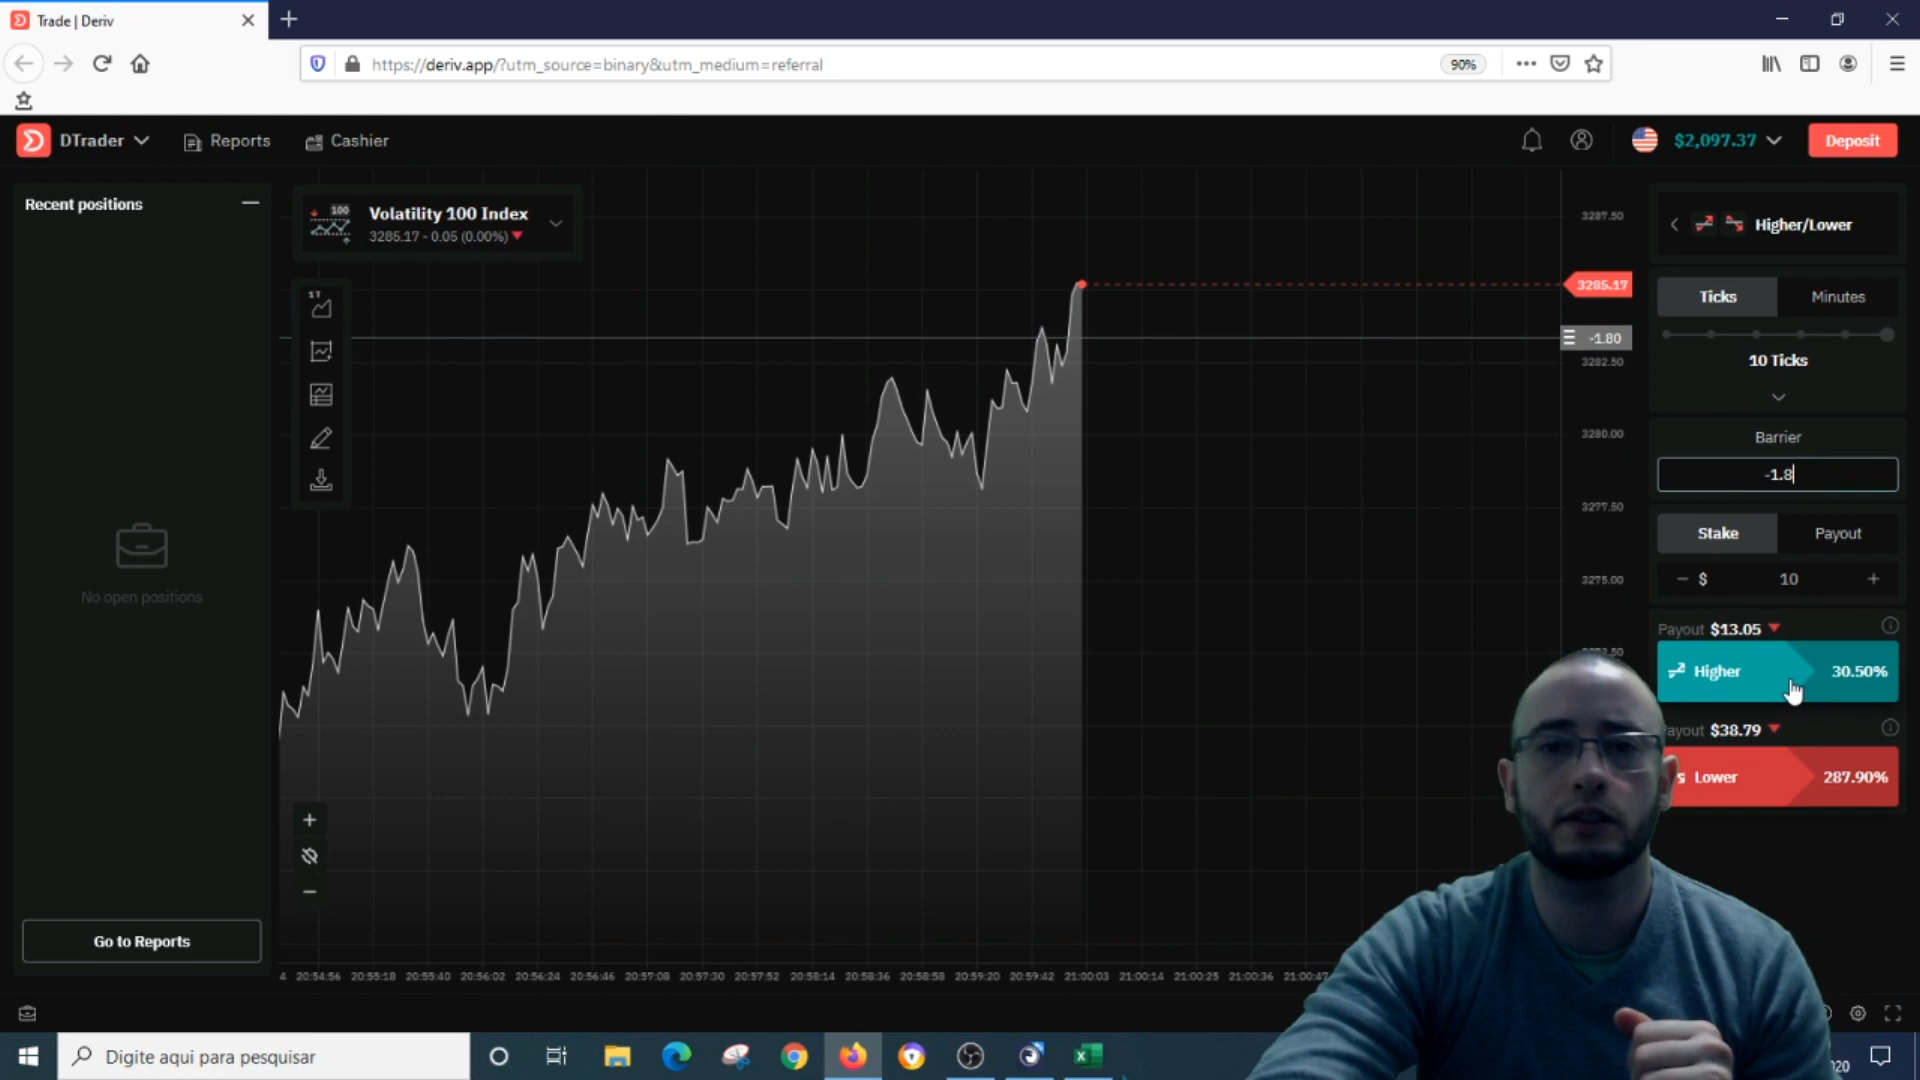 Trade | Deriv
https://deriv.app/?utm_source=binary&utm_medium=referral
90%
DTrader
Reports
Cashier
$2,097.37
Deposit
Recent positions
No open positions
Go to Reports
100
Volatility 100 Index
3285.17 - 0.05 (0.00%)
1T
3287.50
3285.17
-1.80
3282.50
3280.00
3277.50
3275.00
Higher/Lower
Ticks
Minutes
10 Ticks
Barrier
-1.8
Stake
Payout
$
10
Payout $13.05
Higher
30.50%
$38.79
Lower
287.90%
4 20:54:56 20:55:18 20:55:40 20:56:02 20:56:24 20:56:46 20:57:08 20:57:30 20:57:52 20:58:14 20:58:36 20:58:58 20:59:20 20:59:42 21:00:03 21:00:14 21:00:25 21:00:36 21:00:47
Digite aqui para pesquisar